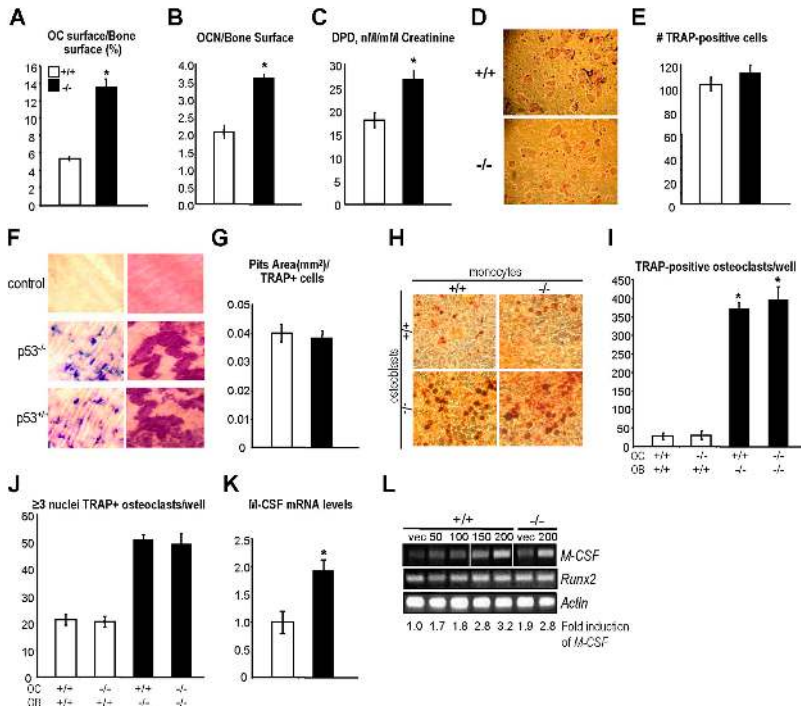 A
OC surface/Bone
surface (%)
+/+
-/-
*
16
14
12
10
8
6
4
2
0
B
OCN/Bone Surface
*
4.0
3.5
3.0
2.5
2.0
1.5
1.0
0.5
0.0
C
DPD, nM/mM Creatinine
*
30
25
20
15
10
5
0
D
+/+
-/-
E
# TRAP-positive cells
120
100
80
60
40
20
0
F
control
p53-/-
p53+/-
G
Pits Area(mm²)/
TRAP+ cells
0.05
0.04
0.03
0.02
0.01
0
H
monocytes
+/+ -/-
osteoblasts
+/+
-/-
I
TRAP-positive osteoclasts/well
* *
450
400
350
300
250
200
150
100
50
0
OC +/+ -/- +/+ -/-
OB +/+ +/+ -/- -/-
J
≥3 nuclei TRAP+ osteoclasts/well
60
50
40
30
20
10
0
OC +/+ -/- +/+ -/-
OB +/+ +/+ -/- -/-
K
M-CSF mRNA levels
*
2.5
2.0
1.5
1.0
0.5
0
L
+/+ -/-
vec 50 100 150 200 vec 200
M-CSF
Runx2
Actin
1.0 1.7 1.8 2.8 3.2 1.9 2.8 Fold induction
of M-CSF